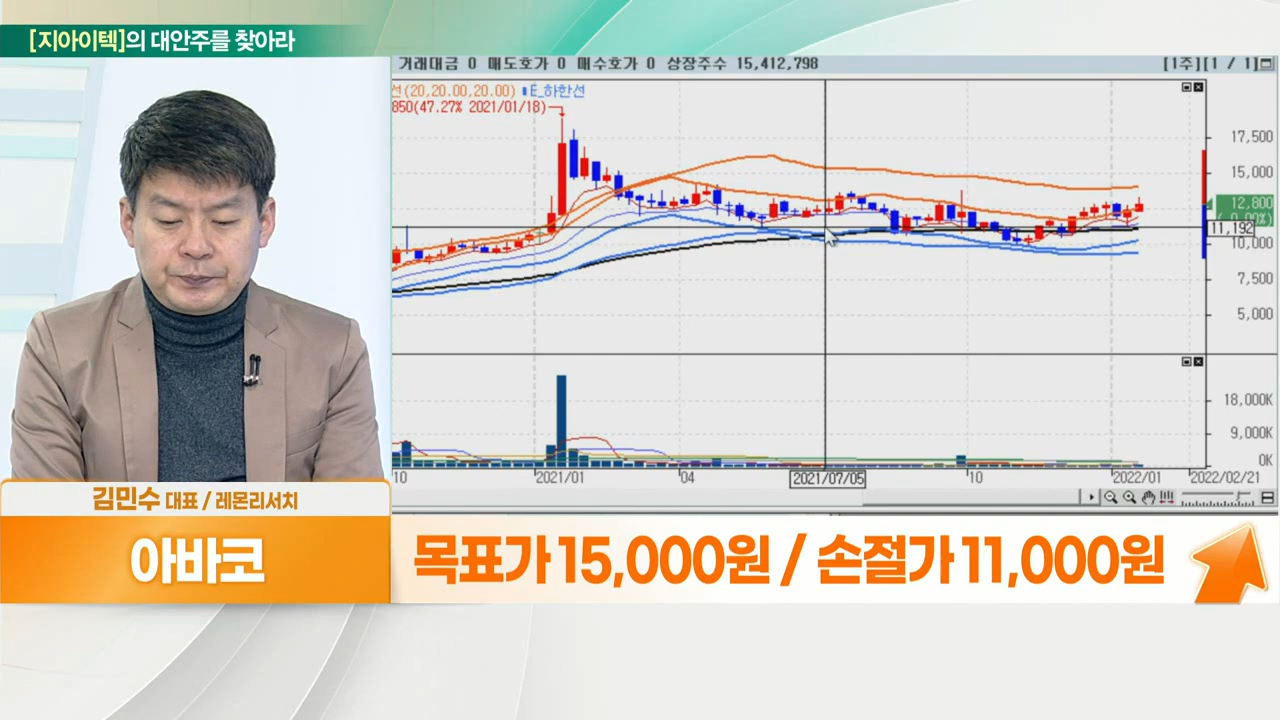 [지아이텍]의 대안주를 찾아라
거래대금 0 매도호가 0 매수호가 0 상장주수 15,412,798 [1주][1 / 1]
선(20,20.00,20.00) E_하한선
850(47.27% 2021/01/18)
17,500
15,000
12,800
( 0.00%)
11,192
10,000
7,500
5,000
18,000K
9,000K
0K
10 2021/01 04 2021/07/05 10 2022/01 2022/02/21
김민수 대표 / 레몬리서치
아바코
목표가 15,000원 / 손절가 11,000원